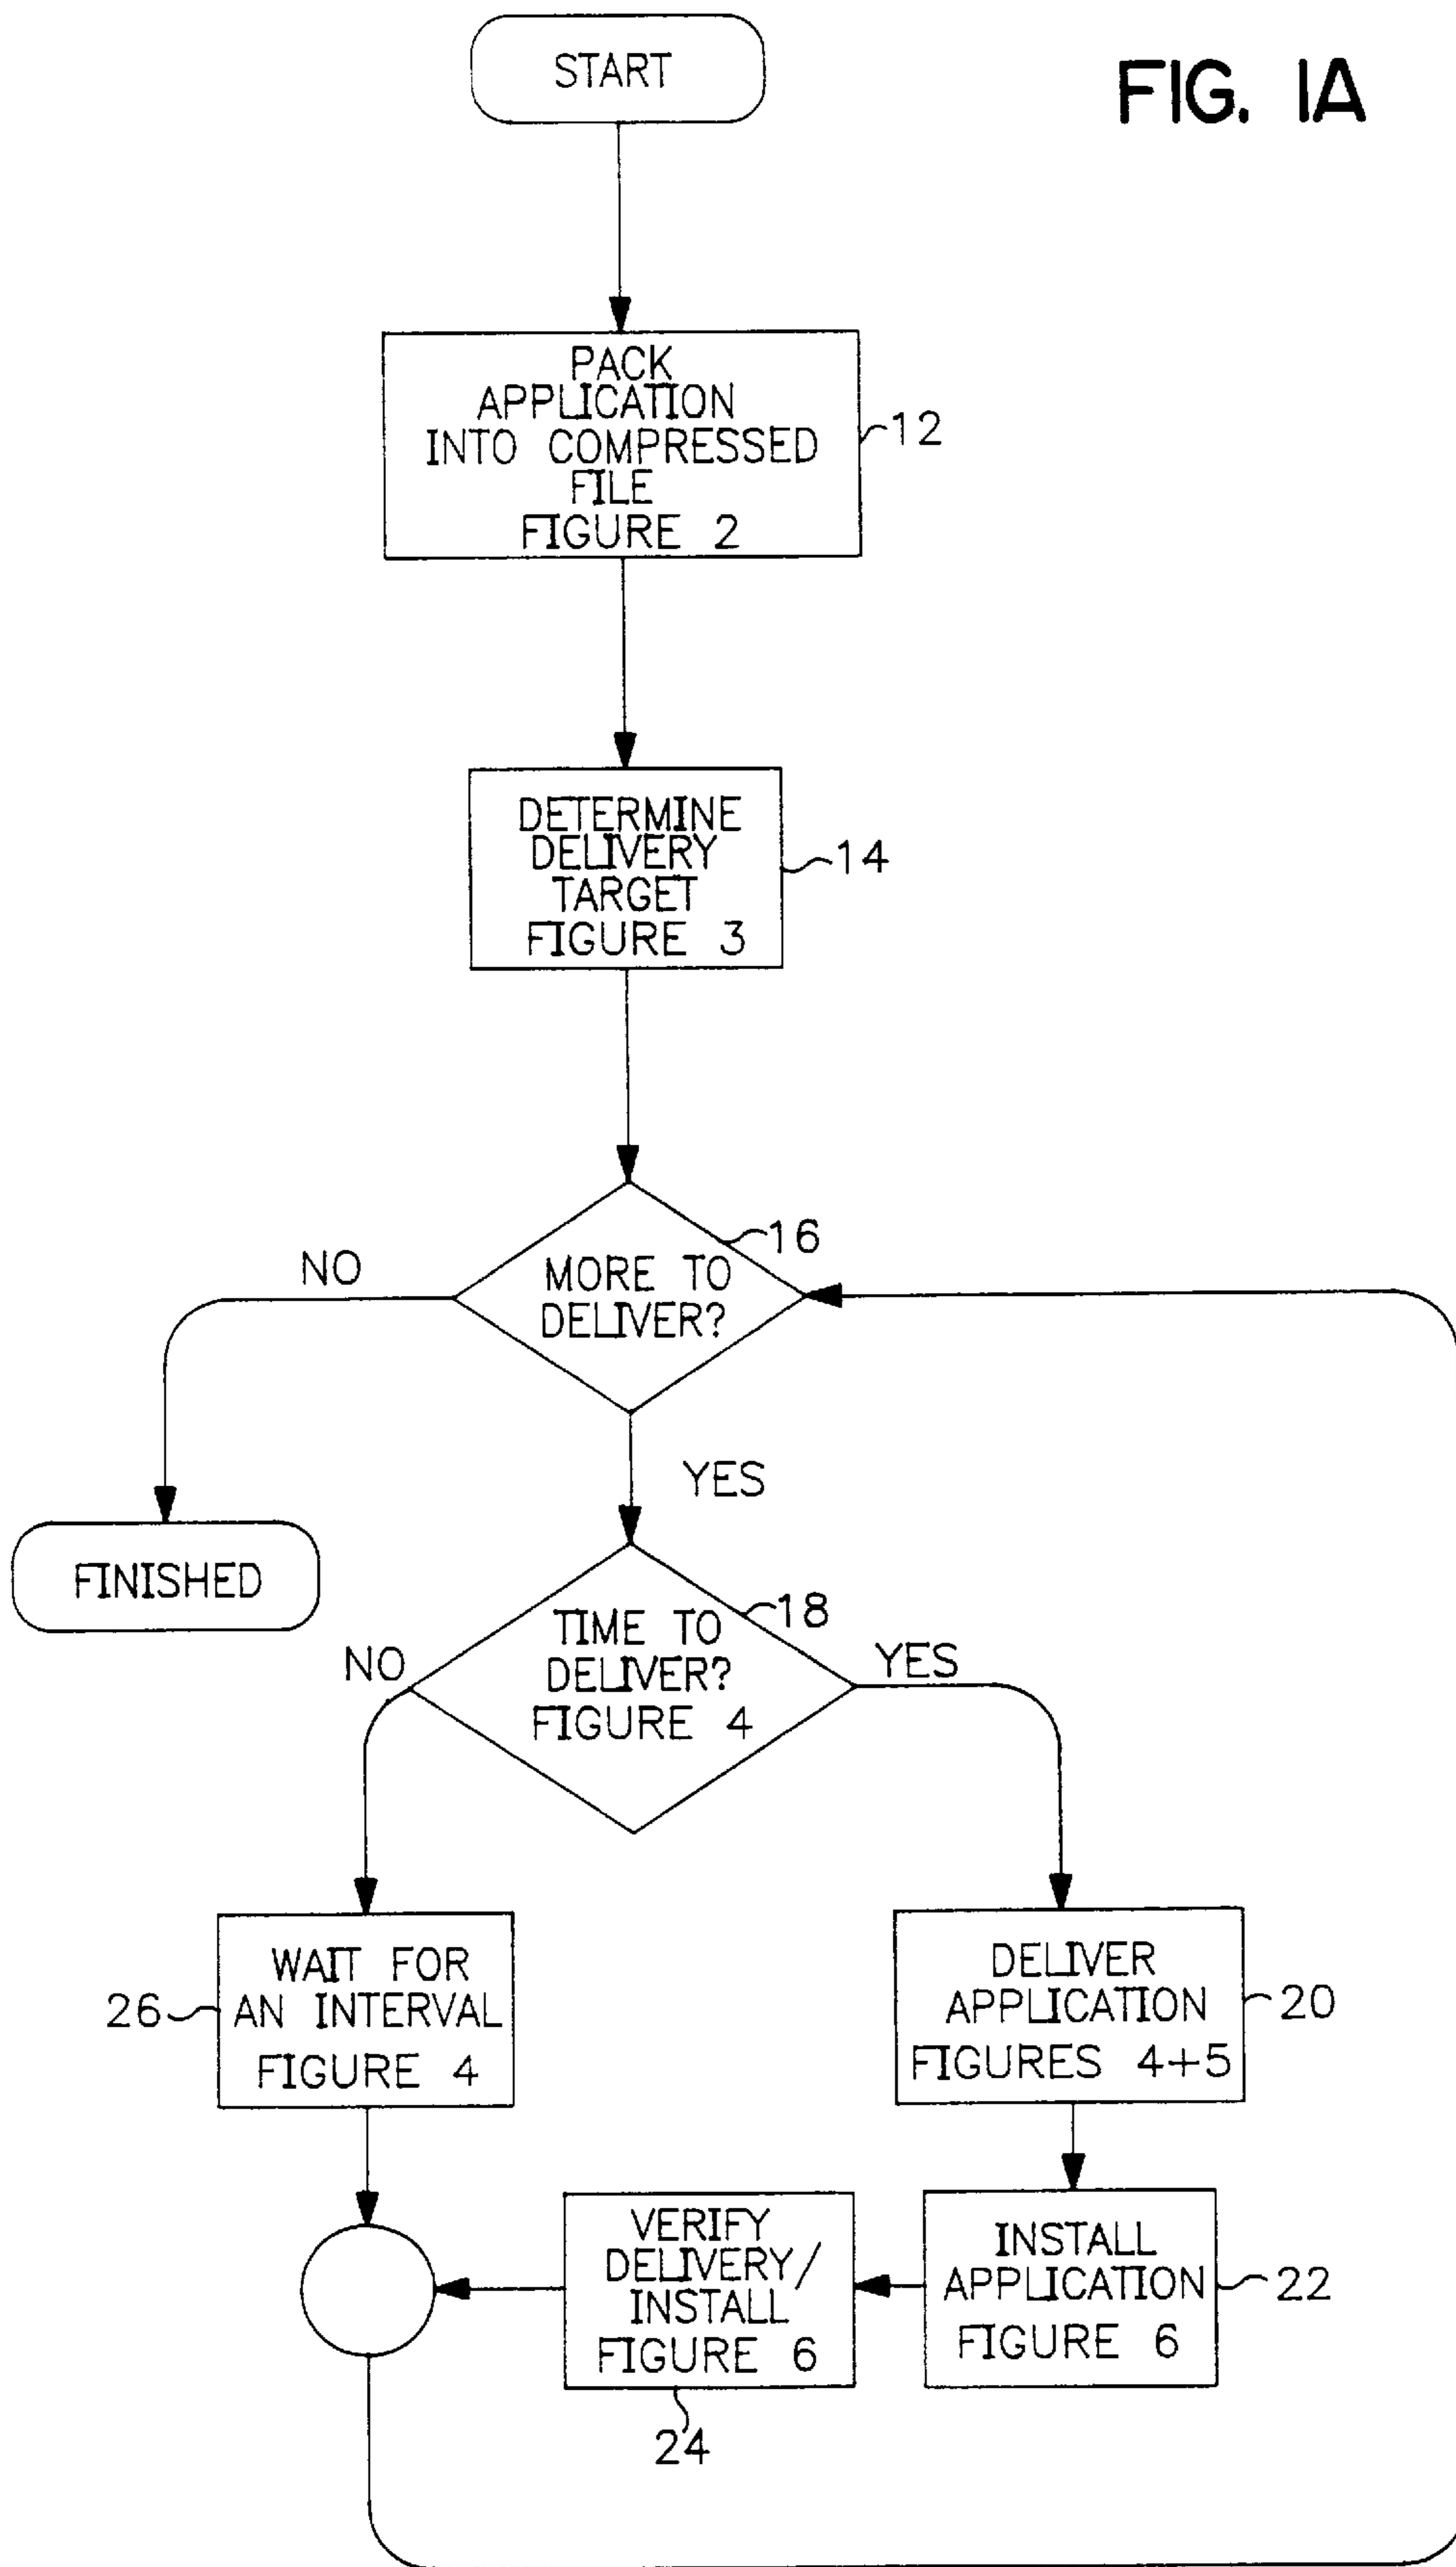 FIG. 1A
START
PACK
APPLICATION
INTO COMPRESSED
FILE
FIGURE 2
12
DETERMINE
DELIVERY
TARGET
FIGURE 3
14
16
MORE TO
DELIVER?
NO
YES
FINISHED
18
TIME TO
DELIVER?
FIGURE 4
NO
YES
WAIT FOR
AN INTERVAL
FIGURE 4
26
DELIVER
APPLICATION
FIGURES 4+5
20
VERIFY
DELIVERY/
INSTALL
FIGURE 6
24
INSTALL
APPLICATION
FIGURE 6
22